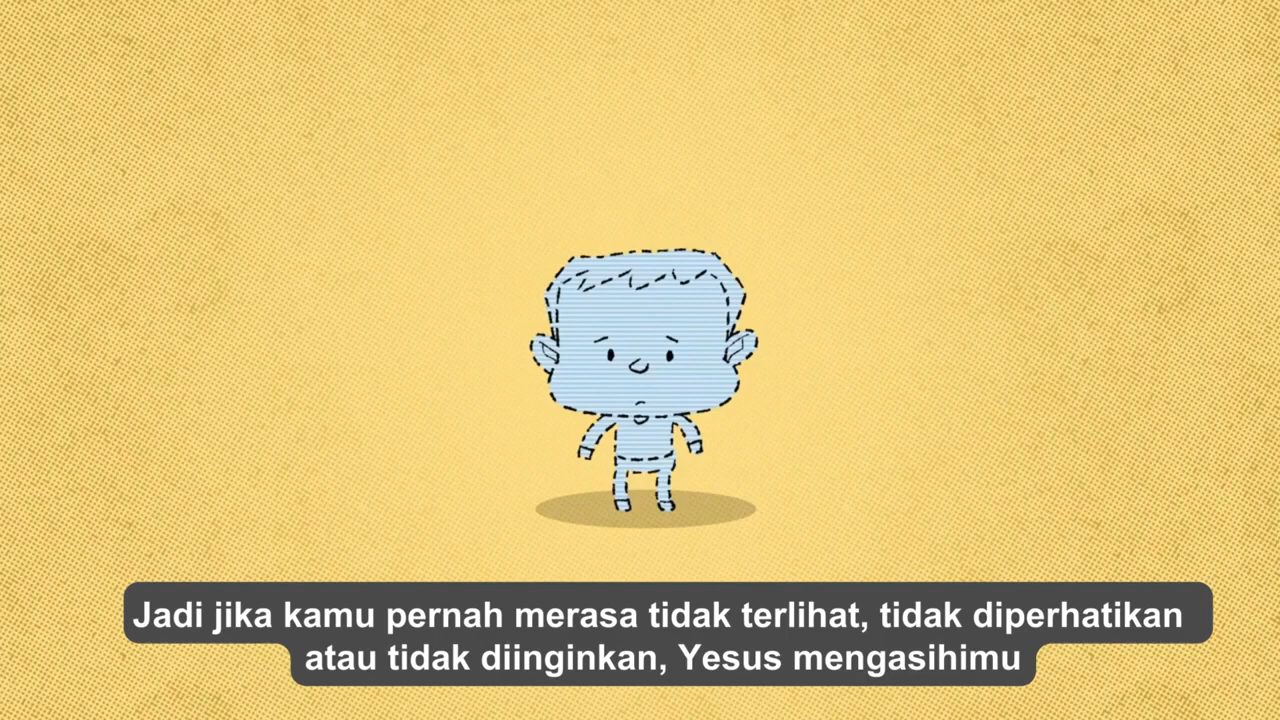 Jadi jika kamu pernah merasa tidak terlihat, tidak diperhatikan
atau tidak diinginkan, Yesus mengasihimu